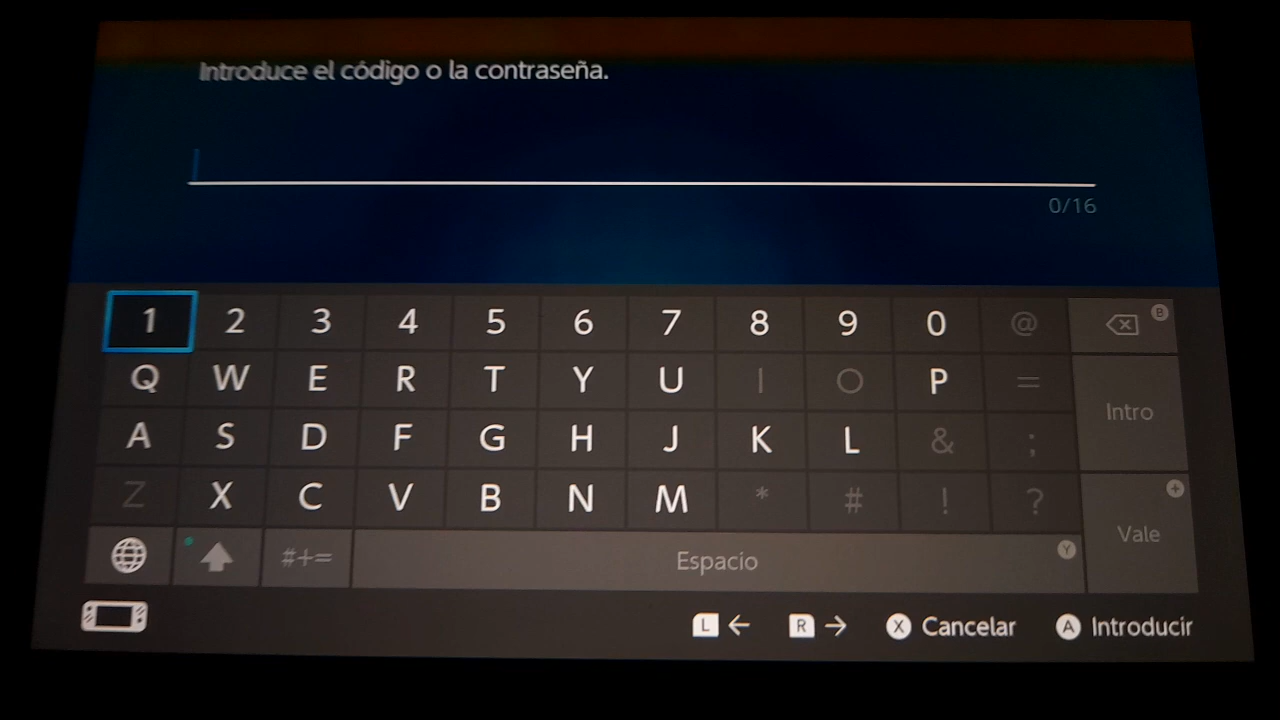 Introduce el código o la contraseña.
0/16
1 2 3 4 5 6 7 8 9 0 @ B
Q W E R T Y U I O P = Intro
A S D F G H J K L & ;
Z X C V B N M * # ! ? +
Vale
#+= Espacio Y
L ← R → X Cancelar A Introducir